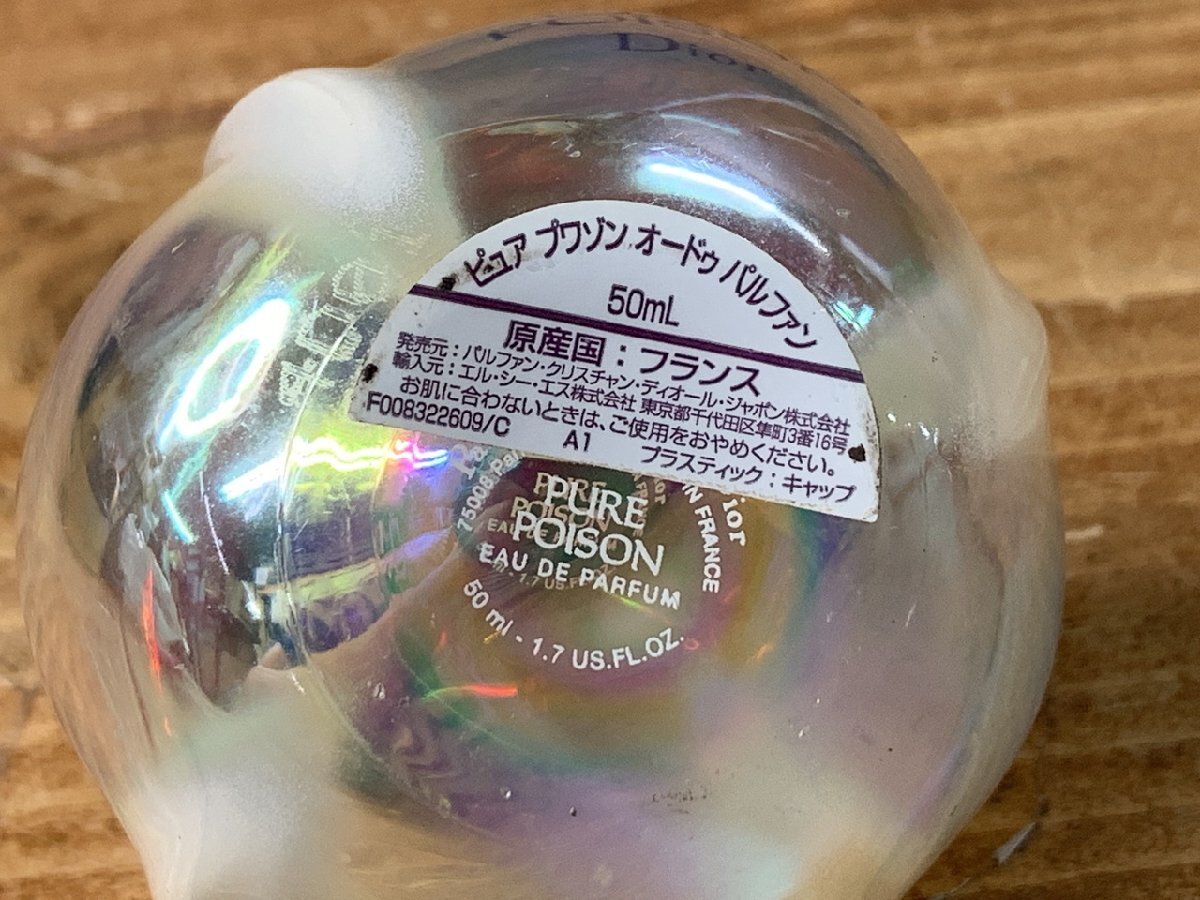 Dior
ピュア プワゾン オードゥ パルファン
50mL
原産国：フランス
発売元：パルファン・クリスチャン・ディオール・ジャポン株式会社
輸入元：エル・シー・エス株式会社 東京都千代田区隼町3番16号
お肌に合わないときは、ご使用をおやめください。
F008322609/C A1 プラスティック：キャップ
75008
PURE
POISON
EAU DE PARFUM
50 ml - 1.7 US.FL.OZ.
IN FRANCE